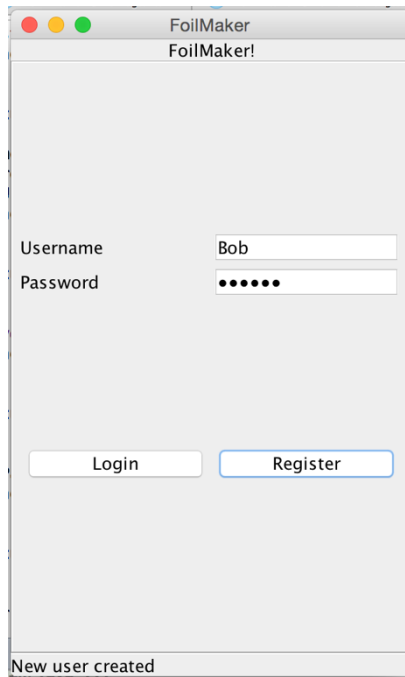 FoilMaker
FoilMaker!
Username Bob
Password ••••••
Login Register
New user created